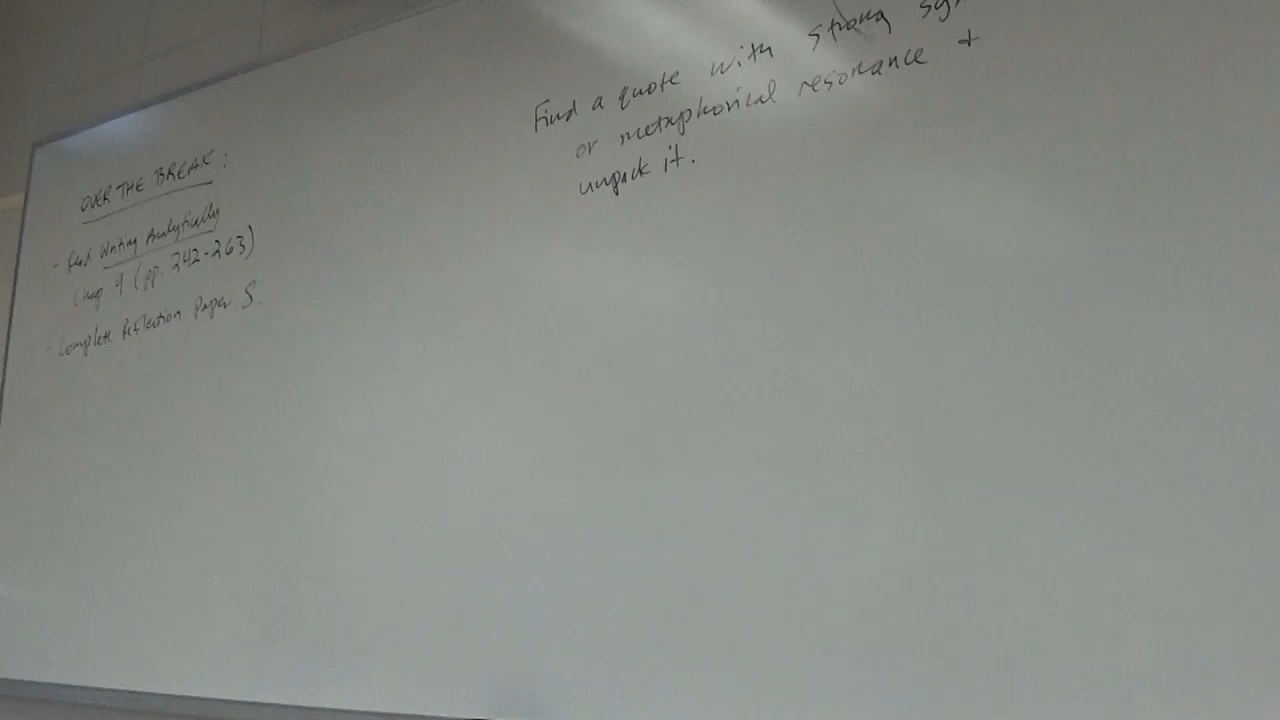 OVER THE BREAK:
- Read Writing Analytically
Chap 9 (pp. 242-263)
- Complete Reflection Paper 5.
Find a quote with strong
or metaphorical resonance +
unpack it.